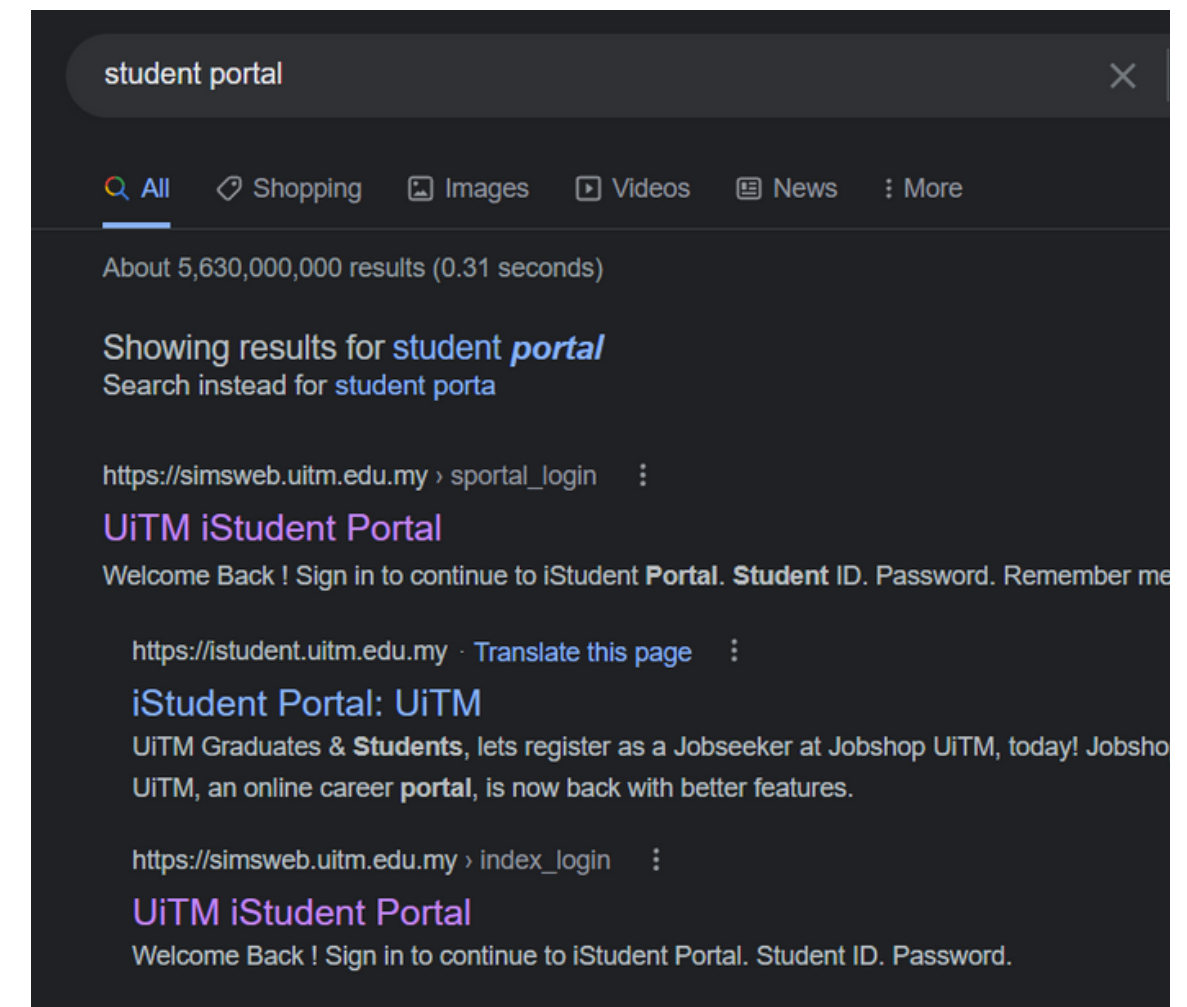 student portal
All Shopping Images Videos News More
About 5,630,000,000 results (0.31 seconds)
Showing results for student portal
Search instead for student porta
https://simsweb.uitm.edu.my › sportal_login
UiTM iStudent Portal
Welcome Back ! Sign in to continue to iStudent Portal. Student ID. Password. Remember me
https://istudent.uitm.edu.my · Translate this page
iStudent Portal: UiTM
UiTM Graduates & Students, lets register as a Jobseeker at Jobshop UiTM, today! Jobsho
UiTM, an online career portal, is now back with better features.
https://simsweb.uitm.edu.my › index_login
UiTM iStudent Portal
Welcome Back ! Sign in to continue to iStudent Portal. Student ID. Password.